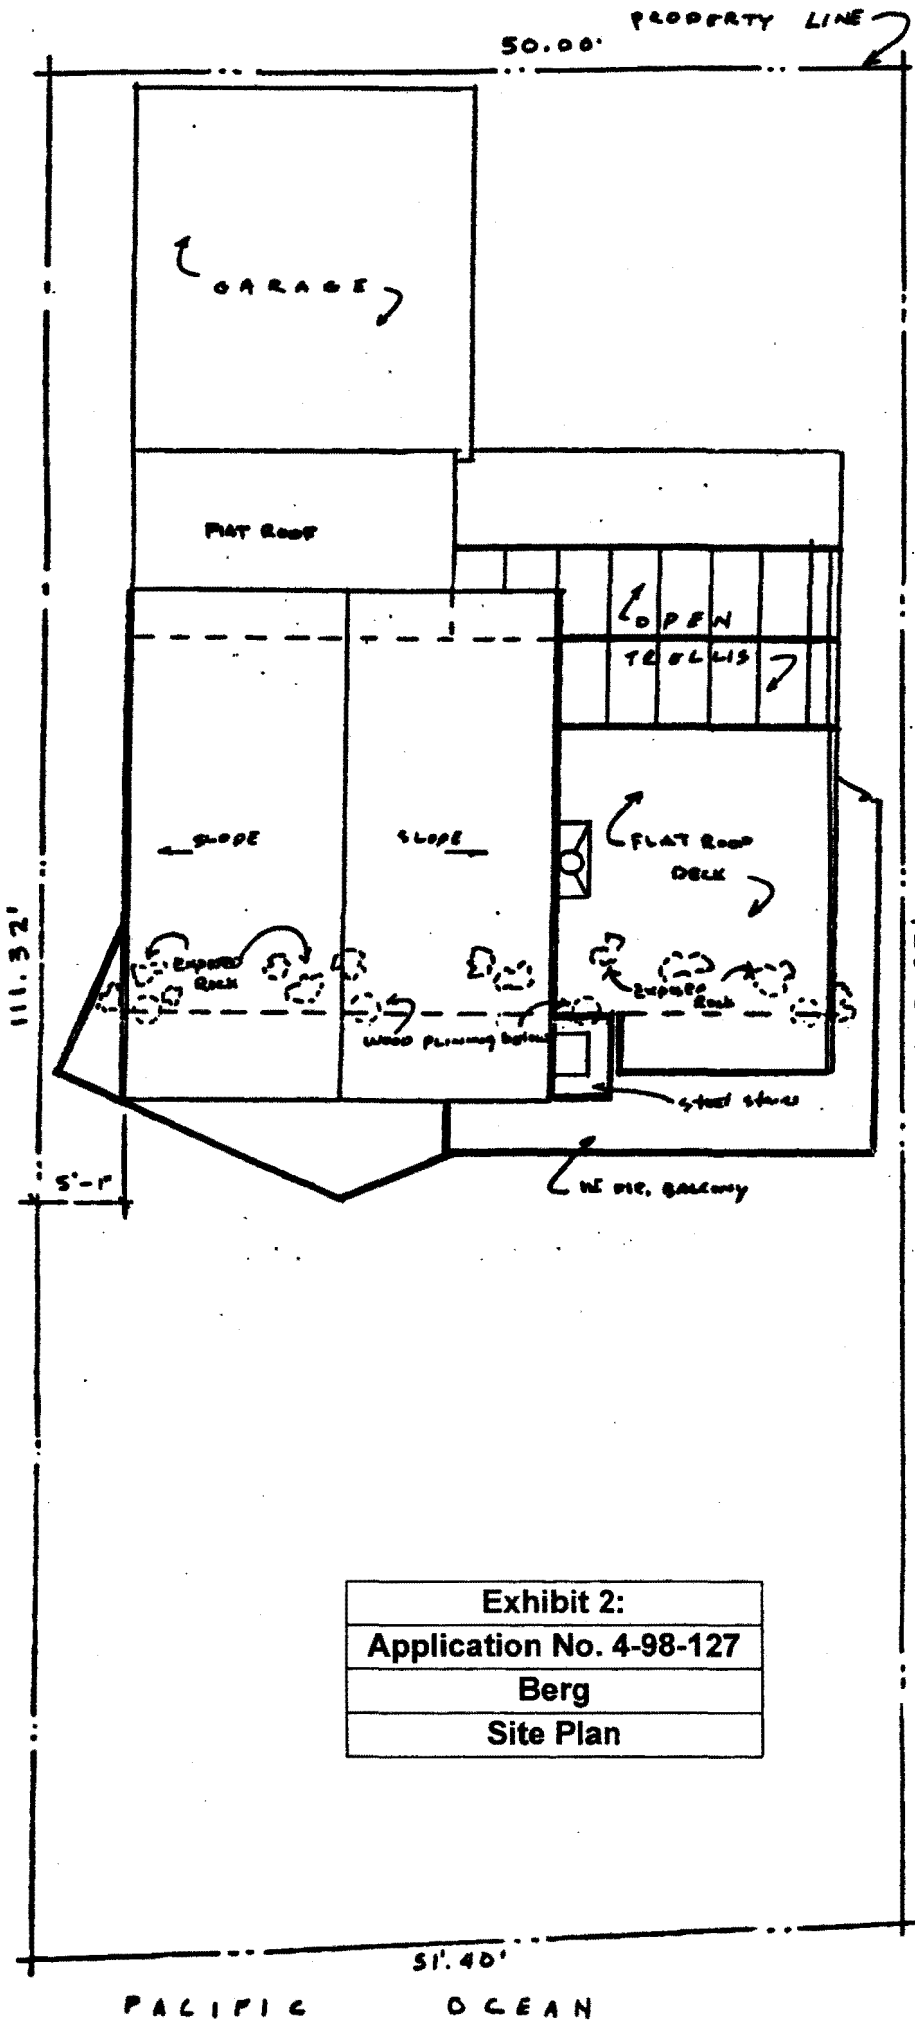 PROPERTY LINE
50.00'
GARAGE
FLAT ROOF
OPEN
TRELLIS
SLOPE
SLOPE
FLAT ROOF
DECK
111.32'
EXPOSED
ROCK
EXPOSED
ROCK
WOOD
BELOW
STEEL STAIRS
5'-1"
BALCONY
Exhibit 2:
Application No. 4-98-127
Berg
Site Plan
51.40'
PACIFIC OCEAN